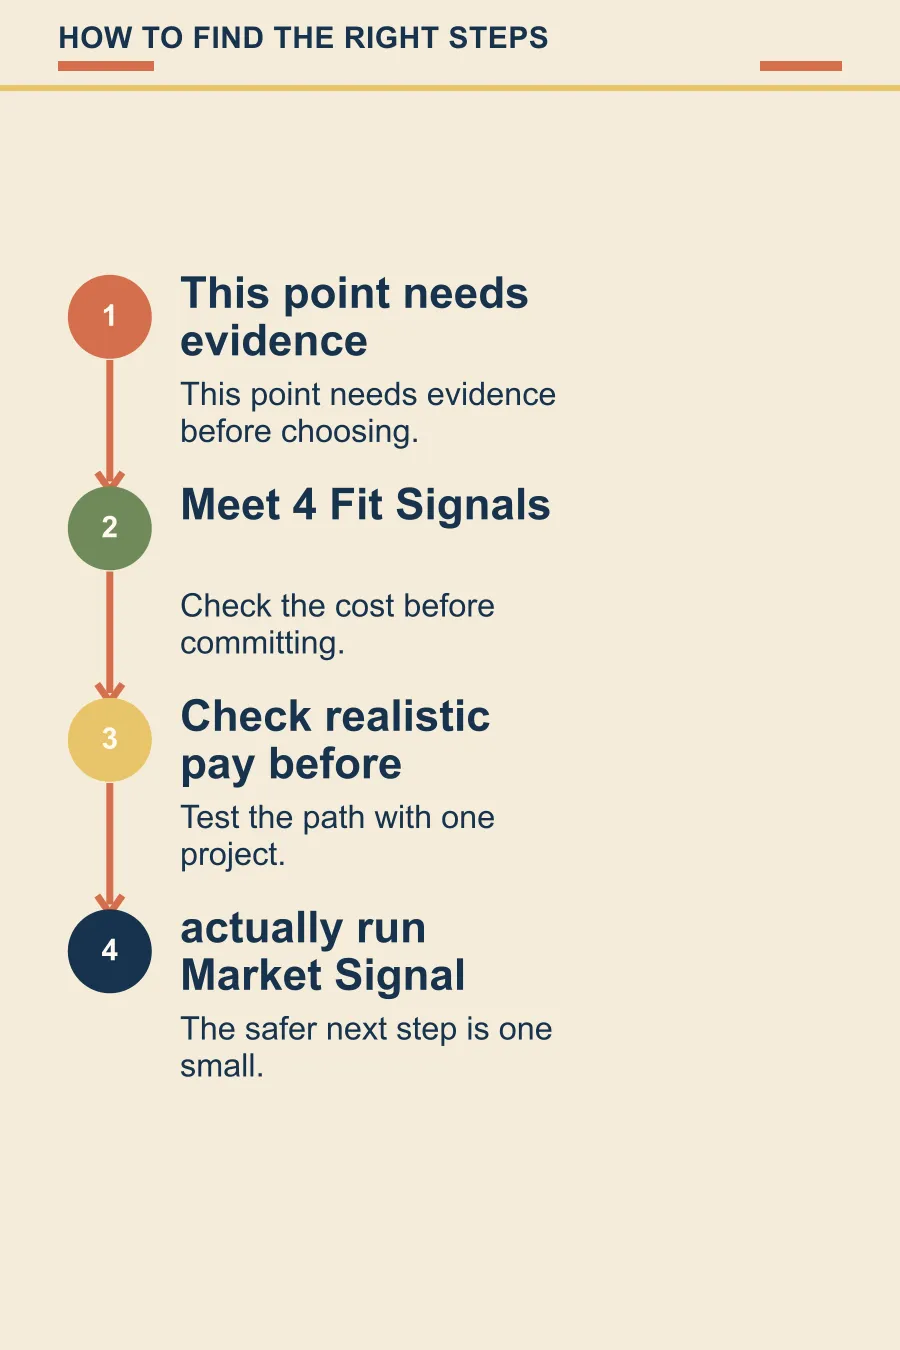 HOW TO FIND THE RIGHT STEPS
1
This point needs
evidence
This point needs evidence
before choosing.
2
Meet 4 Fit Signals
Check the cost before
committing.
3
Check realistic
pay before
Test the path with one
project.
4
actually run
Market Signal
The safer next step is one
small.